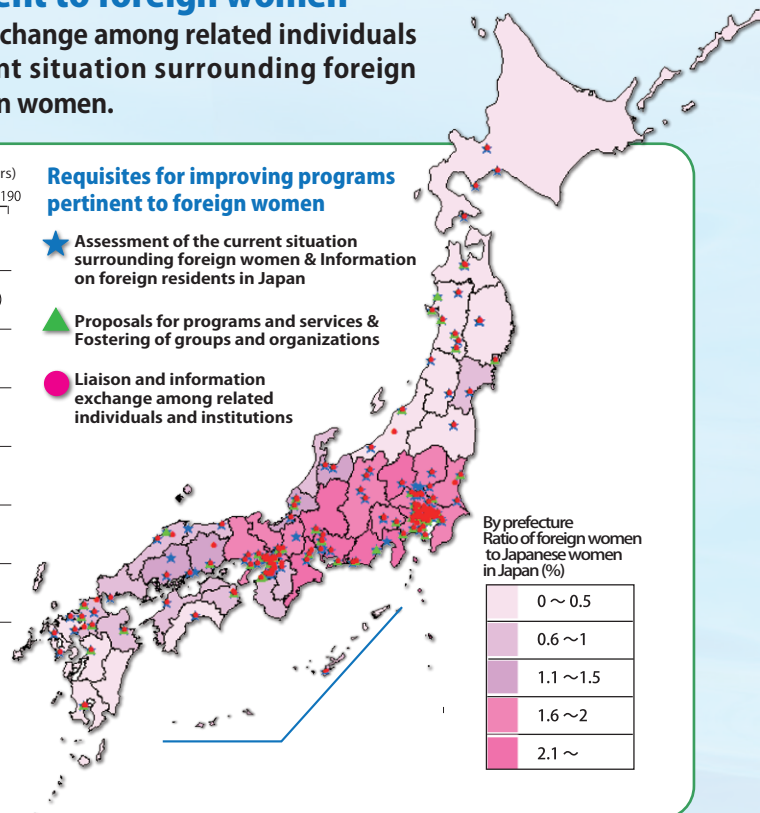 change among related individuals
nt situation surrounding foreign
n women.
rs)
190
)
Requisites for improving programs
pertinent to foreign women
Assessment of the current situation
surrounding foreign women & Information
on foreign residents in Japan
Proposals for programs and services &
Fostering of groups and organizations
Liaison and information
exchange among related
individuals and institutions
By prefecture
Ratio of foreign women
to Japanese women
in Japan (%)
0 ～ 0.5
0.6 ～1
1.1 ～1.5
1.6 ～2
2.1 ～